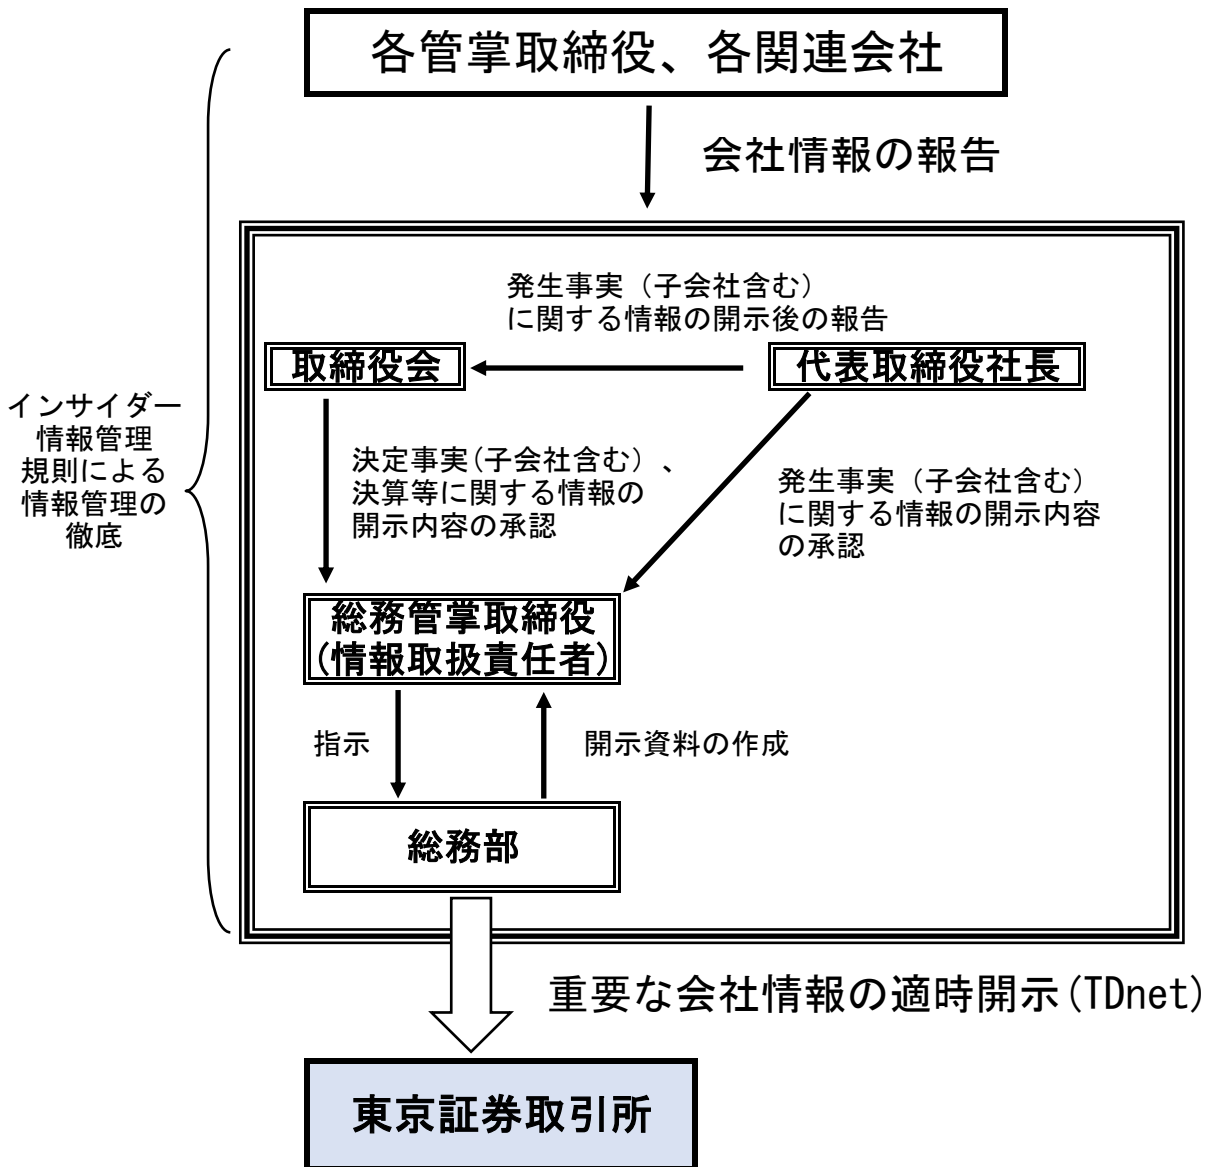 各管掌取締役、各関連会社
会社情報の報告
発生事実（子会社含む）
に関する情報の開示後の報告
取締役会
代表取締役社長
インサイダー
情報管理
規則による
情報管理の
徹底
決定事実(子会社含む）、
決算等に関する情報の
開示内容の承認
発生事実（子会社含む）
に関する情報の開示内容
の承認
総務管掌取締役
(情報取扱責任者)
指示
開示資料の作成
総務部
重要な会社情報の適時開示(TDnet)
東京証券取引所